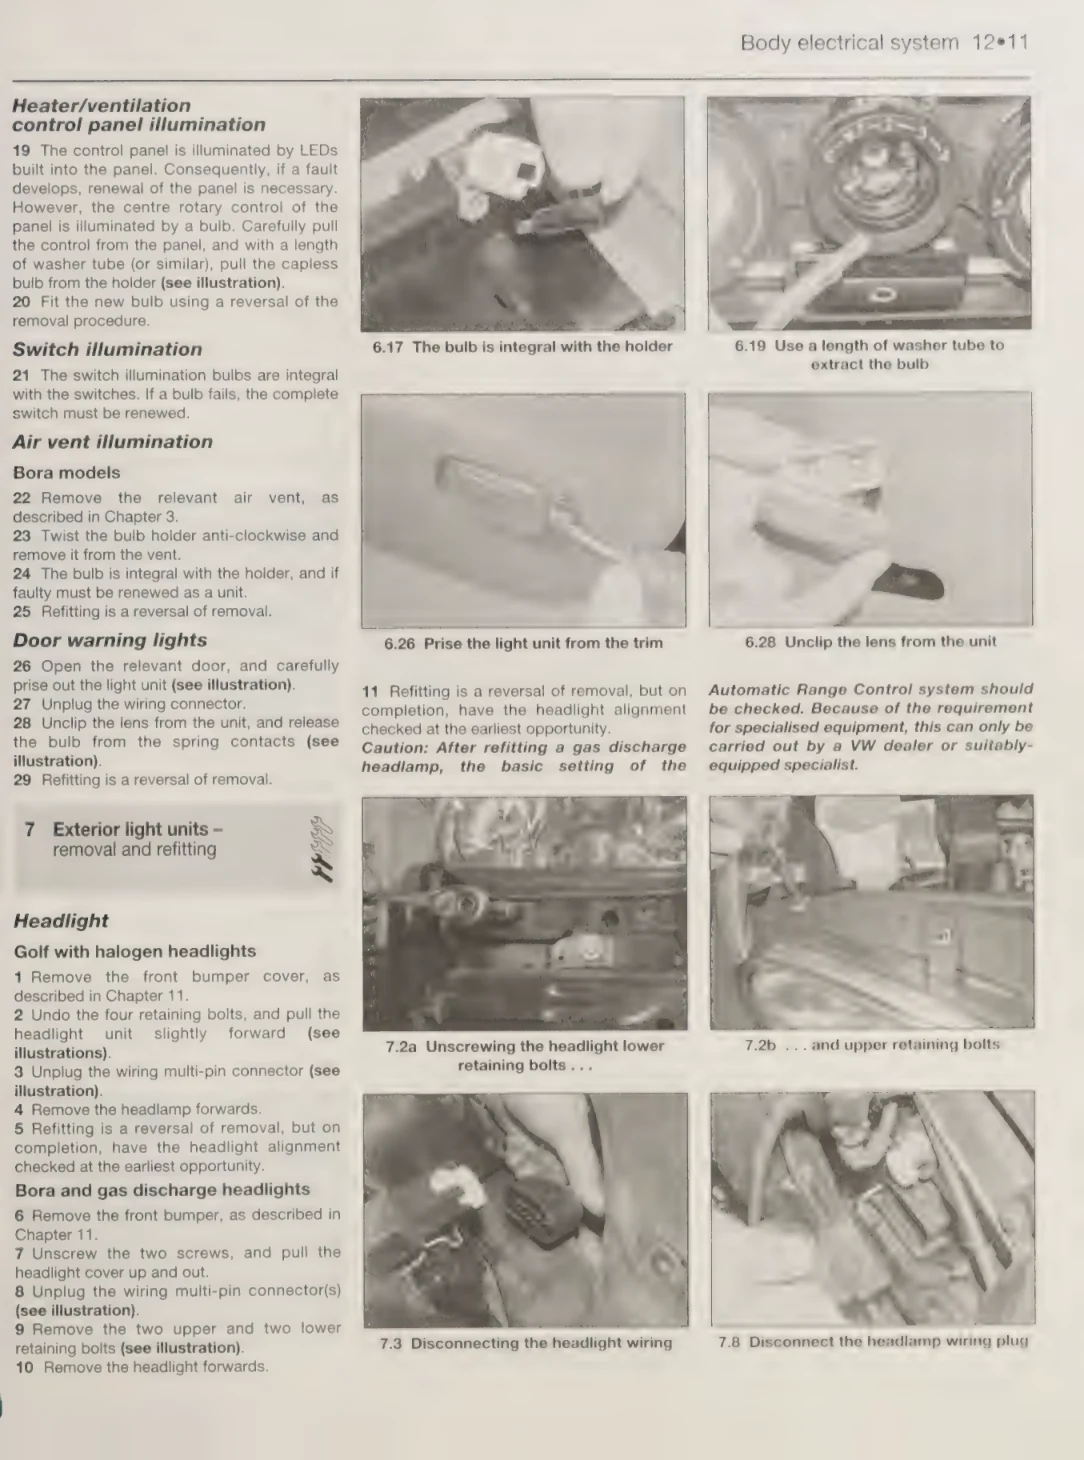 Body electrical system 12•11
Heater/ventilation
control panel illumination
19 The control panel is illuminated by LEDs
built into the panel. Consequently, if a fault
develops, renewal of the panel is necessary.
However, the centre rotary control of the
panel is illuminated by a bulb. Carefully pull
the control from the panel, and with a length
of washer tube (or similar), pull the capless
bulb from the holder (see illustration).
20 Fit the new bulb using a reversal of the
removal procedure.
Switch illumination
21 The switch illumination bulbs are integral
with the switches. If a bulb fails, the complete
switch must be renewed.
Air vent illumination
Bora models
22 Remove the relevant air vent, as
described in Chapter 3.
23 Twist the bulb holder anti-clockwise and
remove it from the vent.
24 The bulb is integral with the holder, and if
faulty must be renewed as a unit.
25 Refitting is a reversal of removal.
Door warning lights
26 Open the relevant door, and carefully
prise out the light unit (see illustration).
27 Unplug the wiring connector.
28 Unclip the lens from the unit, and release
the bulb from the spring contacts (see
illustration).
29 Refitting is a reversal of removal.
7 Exterior light units –
removal and refitting
Headlight
Golf with halogen headlights
1 Remove the front bumper cover, as
described in Chapter 11.
2 Undo the four retaining bolts, and pull the
headlight unit slightly forward (see
illustrations).
3 Unplug the wiring multi-pin connector (see
illustration).
4 Remove the headlamp forwards.
5 Refitting is a reversal of removal, but on
completion, have the headlight alignment
checked at the earliest opportunity.
Bora and gas discharge headlights
6 Remove the front bumper, as described in
Chapter 11.
7 Unscrew the two screws, and pull the
headlight cover up and out.
8 Unplug the wiring multi-pin connector(s)
(see illustration).
9 Remove the two upper and two lower
retaining bolts (see illustration).
10 Remove the headlight forwards.
6.17 The bulb is integral with the holder
6.19 Use a length of washer tube to
extract the bulb
6.26 Prise the light unit from the trim
6.28 Unclip the lens from the unit
11 Refitting is a reversal of removal, but on
completion, have the headlight alignment
checked at the earliest opportunity.
Caution: After refitting a gas discharge
headlamp, the basic setting of the
Automatic Range Control system should
be checked. Because of the requirement
for specialised equipment, this can only be
carried out by a VW dealer or suitably-
equipped specialist.
7.2a Unscrewing the headlight lower
retaining bolts . . .
7.2b . . . and upper retaining bolts
7.3 Disconnecting the headlight wiring
7.8 Disconnect the headlamp wiring plug